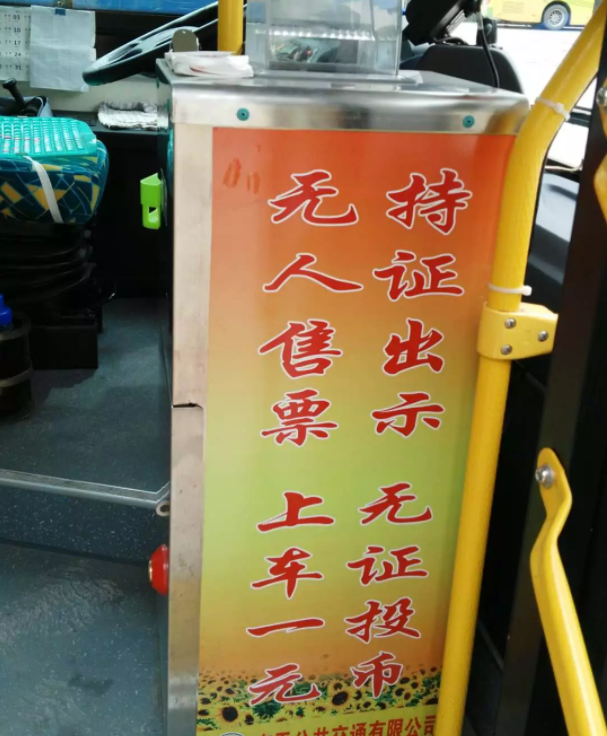 无人售票 上车一元
持证出示 无证投币
公共交通有限公司